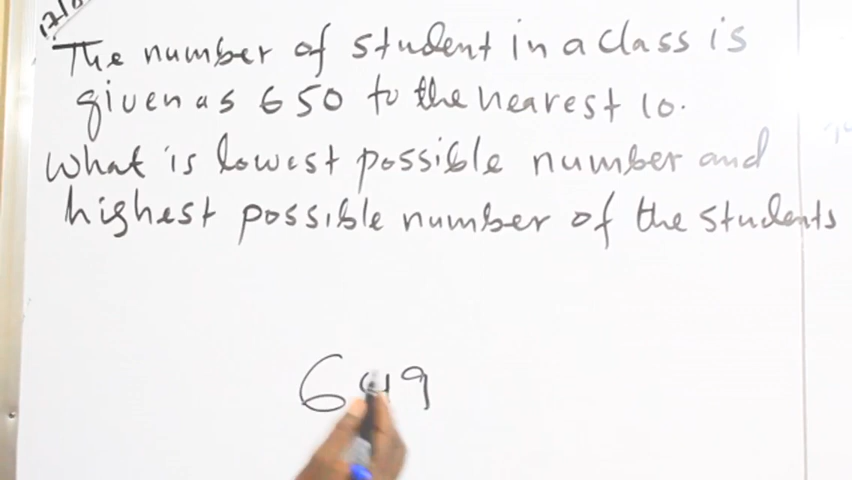 The number of student in a class is
given as 650 to the nearest 10.
What is lowest possible number and
highest possible number of the students
649